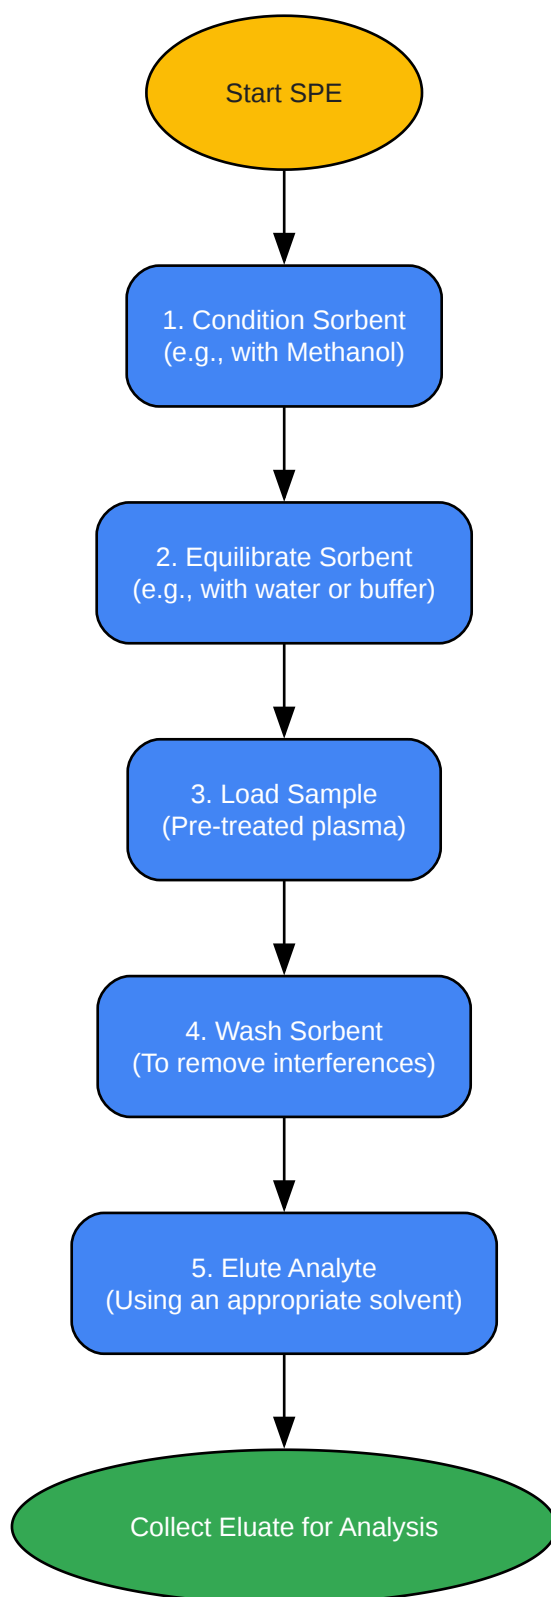 Start SPE
1. Condition Sorbent
(e.g., with Methanol)
2. Equilibrate Sorbent
(e.g., with water or buffer)
3. Load Sample
(Pre-treated plasma)
4. Wash Sorbent
(To remove interferences)
5. Elute Analyte
(Using an appropriate solvent)
Collect Eluate for Analysis